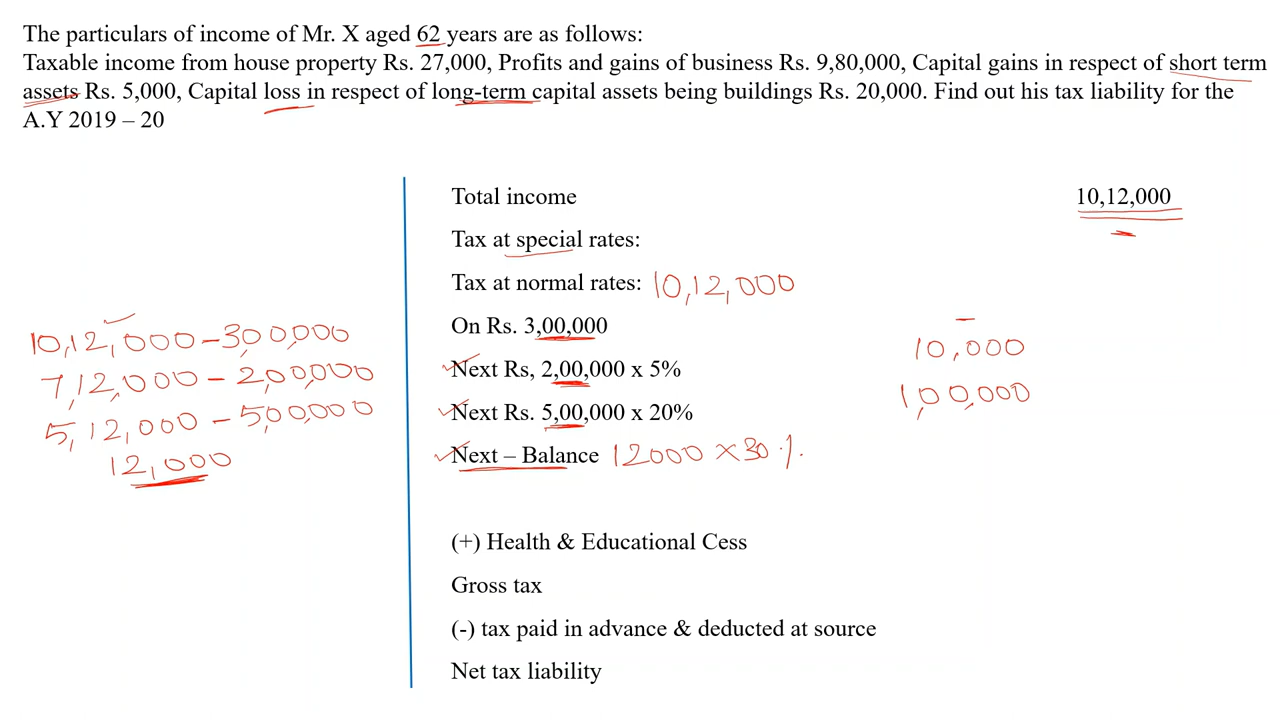 The particulars of income of Mr. X aged 62 years are as follows:
Taxable income from house property Rs. 27,000, Profits and gains of business Rs. 9,80,000, Capital gains in respect of short term
assets Rs. 5,000, Capital loss in respect of long-term capital assets being buildings Rs. 20,000. Find out his tax liability for the
A.Y 2019 – 20
10,12,000 – 3,00,000
7,12,000 – 2,00,000
5,12,000 – 5,00,000
12,000
Total income 10,12,000
Tax at special rates:
Tax at normal rates: 10,12,000
On Rs. 3,00,000 –
Next Rs, 2,00,000 x 5% 10,000
Next Rs. 5,00,000 x 20% 1,00,000
Next – Balance 12000 x 30%
(+) Health & Educational Cess
Gross tax
(-) tax paid in advance & deducted at source
Net tax liability